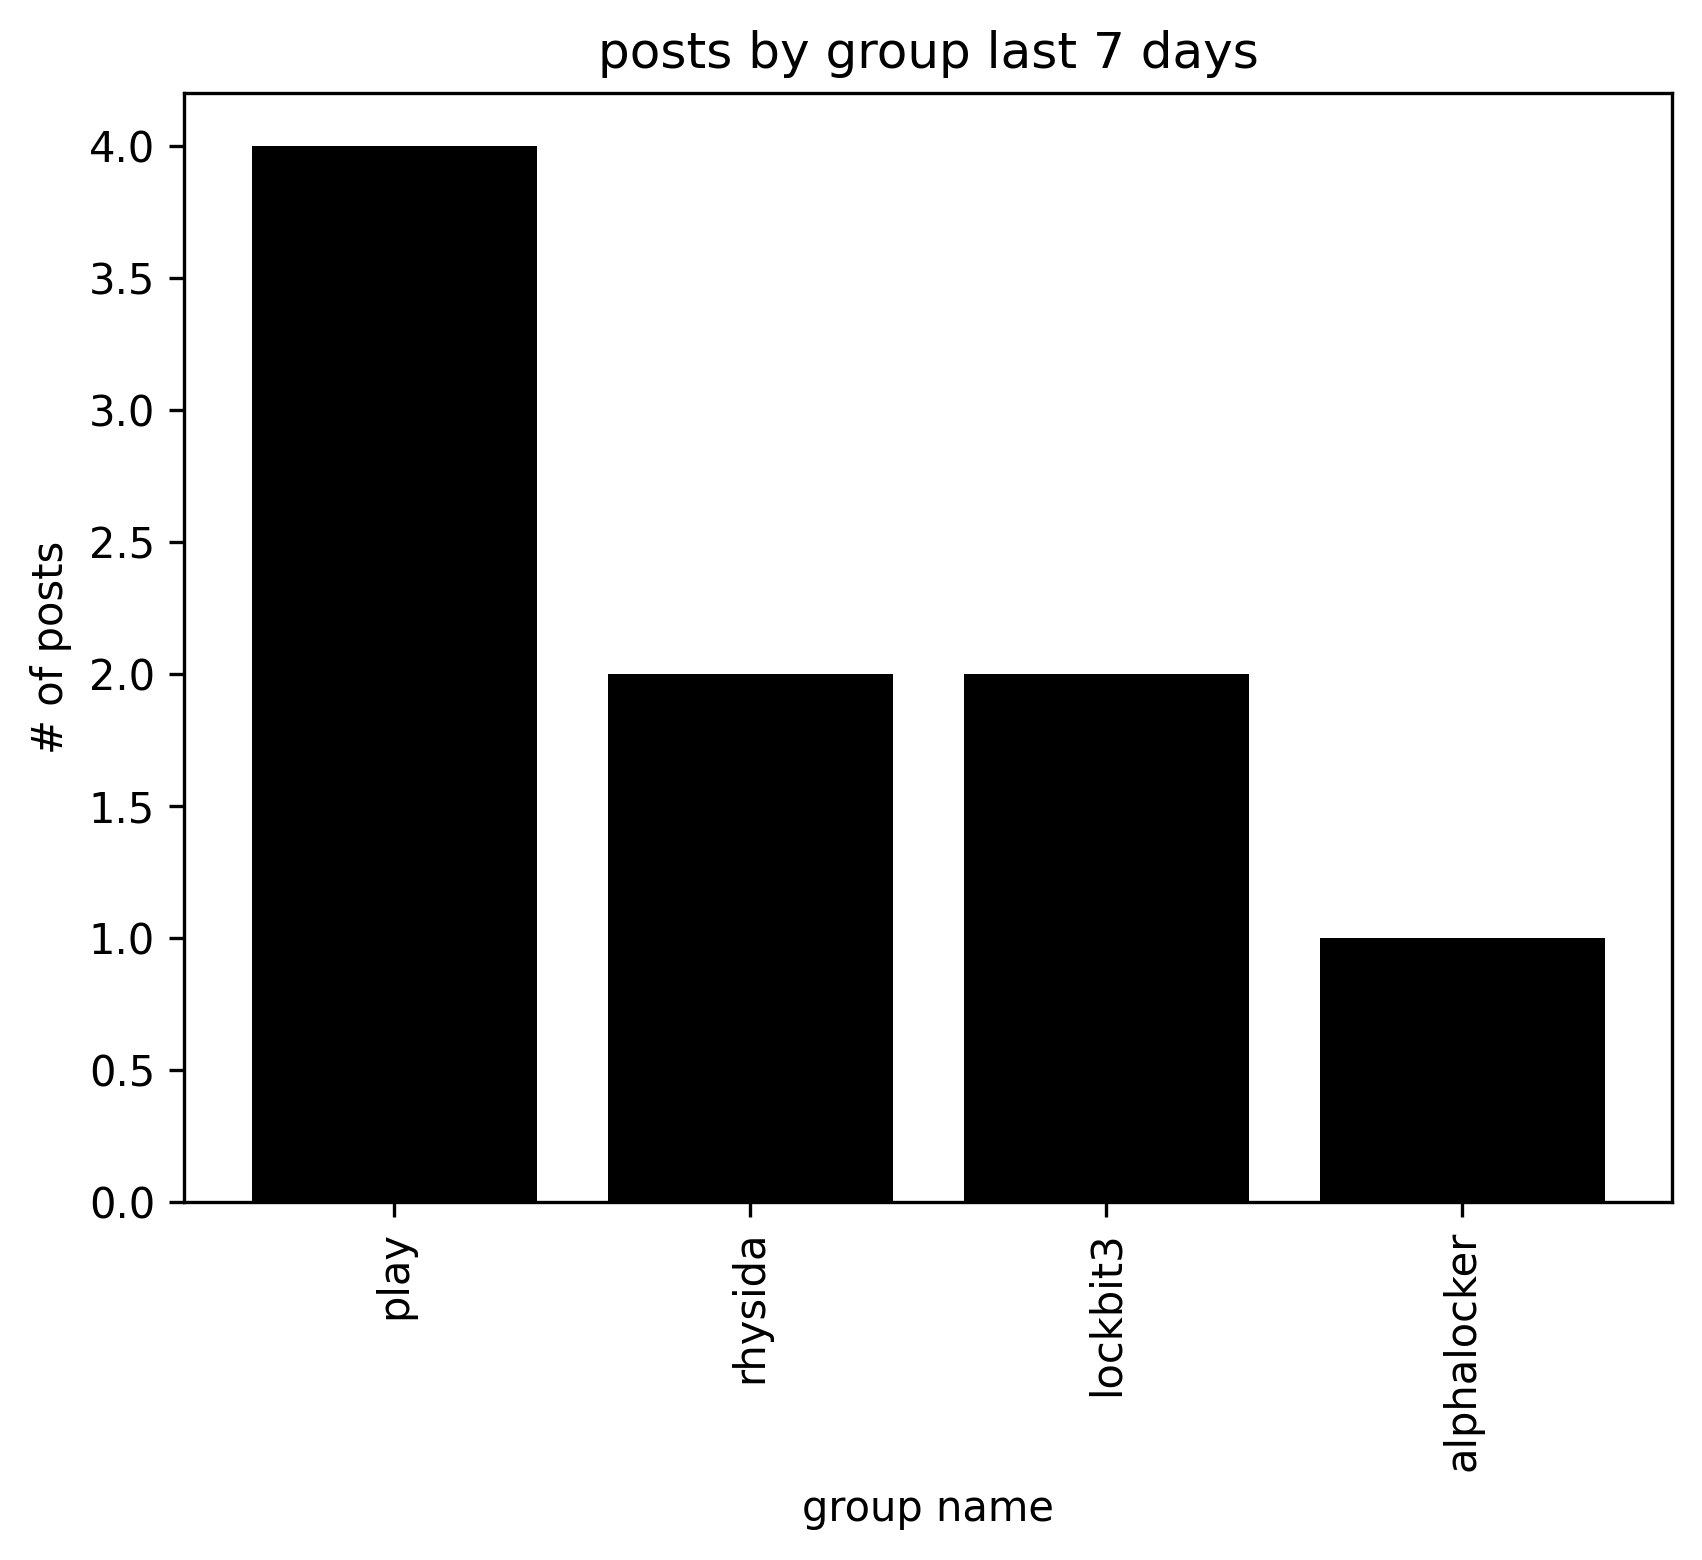 posts by group last 7 days
# of posts
4.0
3.5
3.0
2.5
2.0
1.5
1.0
0.5
0.0
play
rhysida
lockbit3
alphalocker
group name